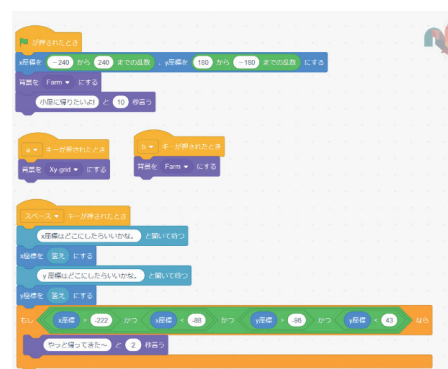 が押されたとき
x座標を -240 から 240 までの乱数 、y座標を 180 から -180 までの乱数 にする
背景を Farm にする
小屋に帰りたいよ! と 10 秒言う
a キーが押されたとき
背景を Xy-grid にする
b キーが押されたとき
背景を Farm にする
スペース キーが押されたとき
x座標はどこにしたらいいかな。 と聞いて待つ
x座標を 答え にする
y座標はどこにしたらいいかな。 と聞いて待つ
y座標を 答え にする
もし x座標 > -222 かつ x座標 < -88 かつ y座標 > -86 かつ y座標 < 43 なら
やっと帰ってきた〜 と 2 秒言う